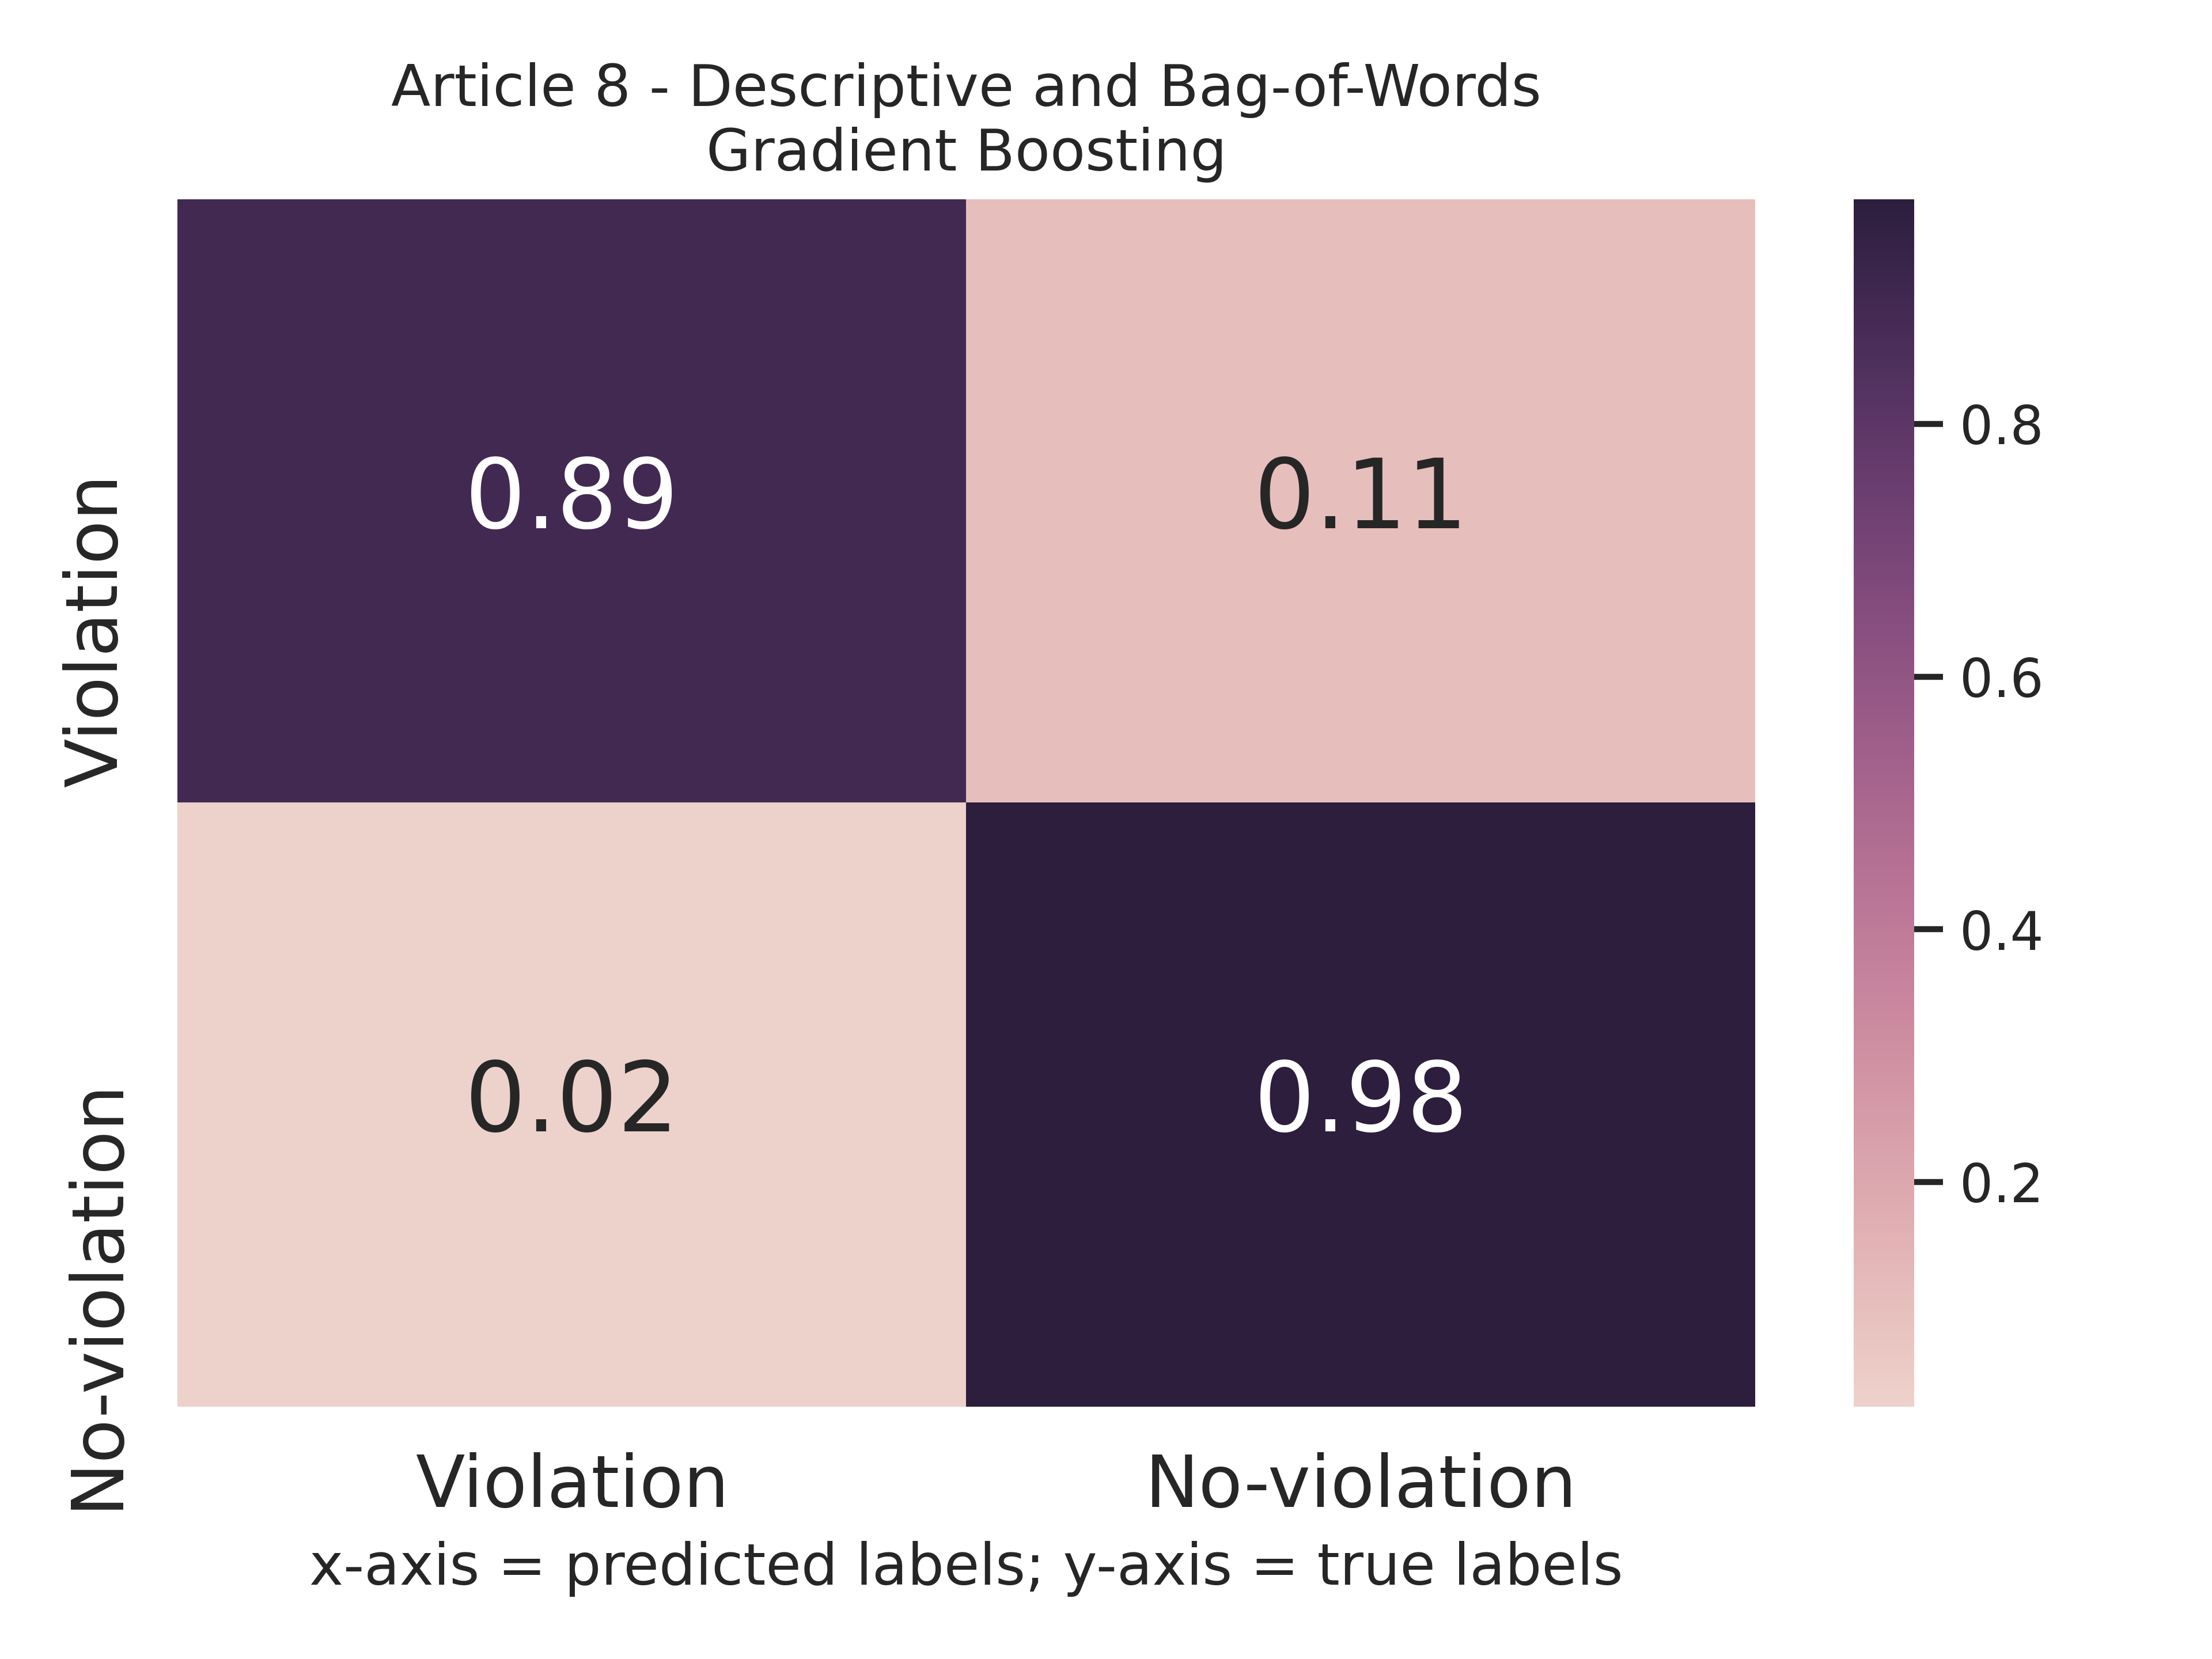 Article 8 - Descriptive and Bag-of-Words
Gradient Boosting
Violation
No-violation
0.89
0.11
0.02
0.98
0.8
0.6
0.4
0.2
Violation
No-violation
x-axis = predicted labels; y-axis = true labels